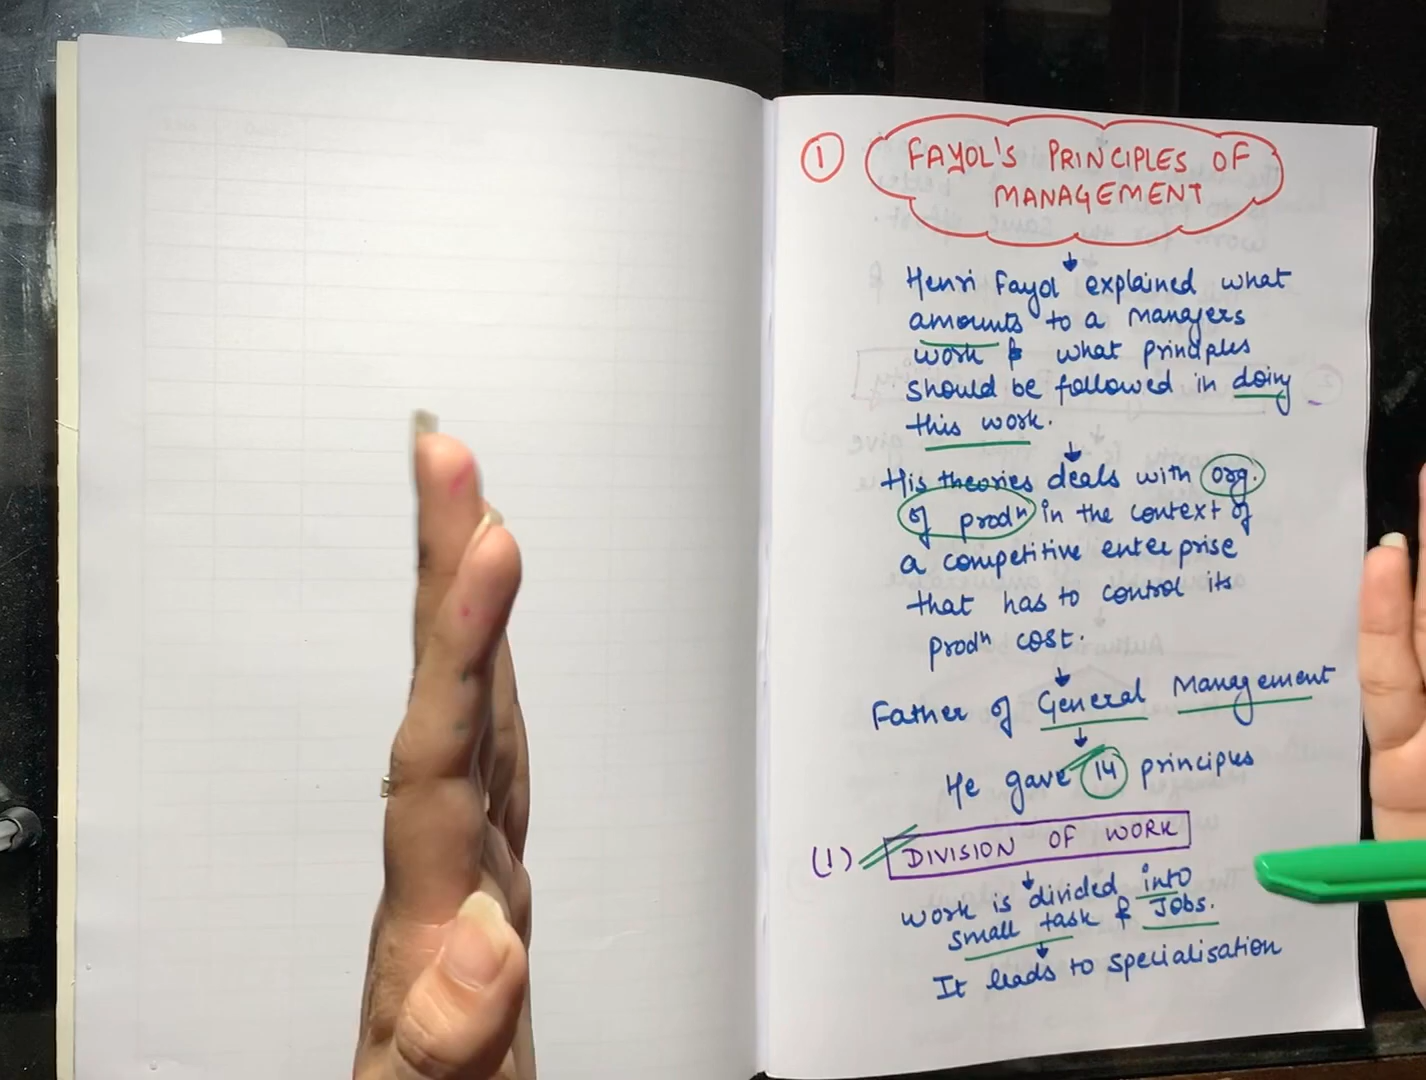 ① FAYOL'S PRINCIPLES OF
MANAGEMENT
Henri Fayol explained what
amounts to a managers
work & what principles
should be followed in doing
this work.
His theories deals with org.
of prodⁿ in the context of
a competitive enterprise
that has to control its
prodⁿ cost.
Father of General Management
He gave 14 principles
(1) DIVISION OF WORK
work is divided into
small task & Jobs.
It leads to specialisation